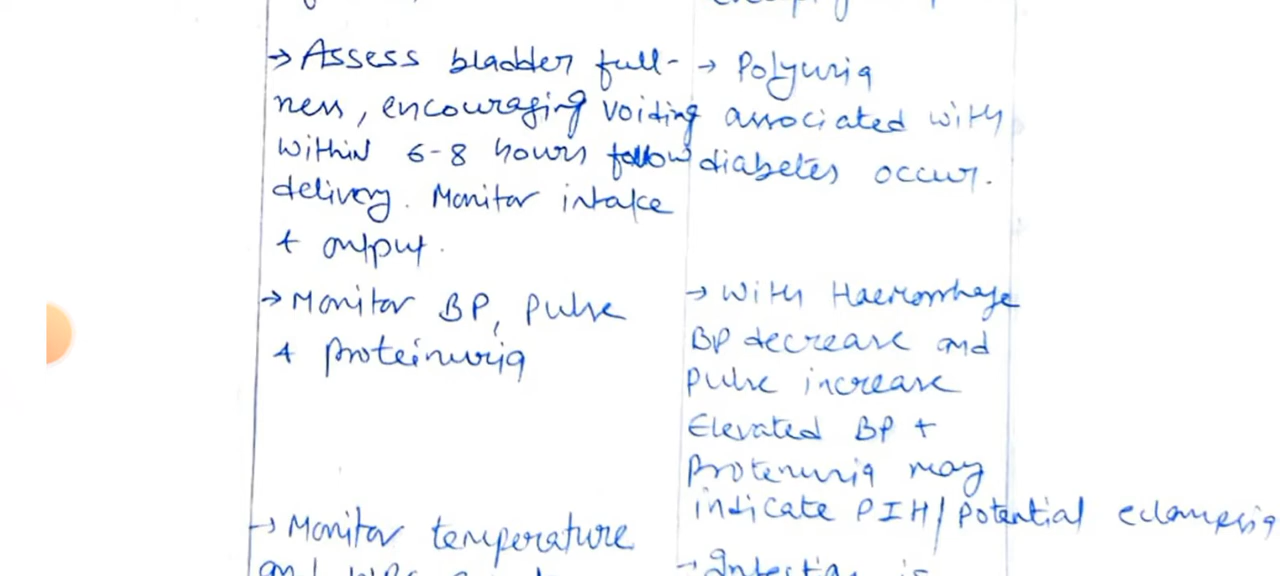 → Assess bladder full-
ness, encouraging voiding
within 6-8 hours follow
delivery. Monitor intake
+ output.
→ Monitor BP, Pulse
+ proteinuria
→ Monitor temperature
→ Polyuria
associated with
diabetes occur.
→ With Haemorrhage
BP decrease and
pulse increase
Elevated BP +
Protenuria may
indicate PIH/Potential eclampsia